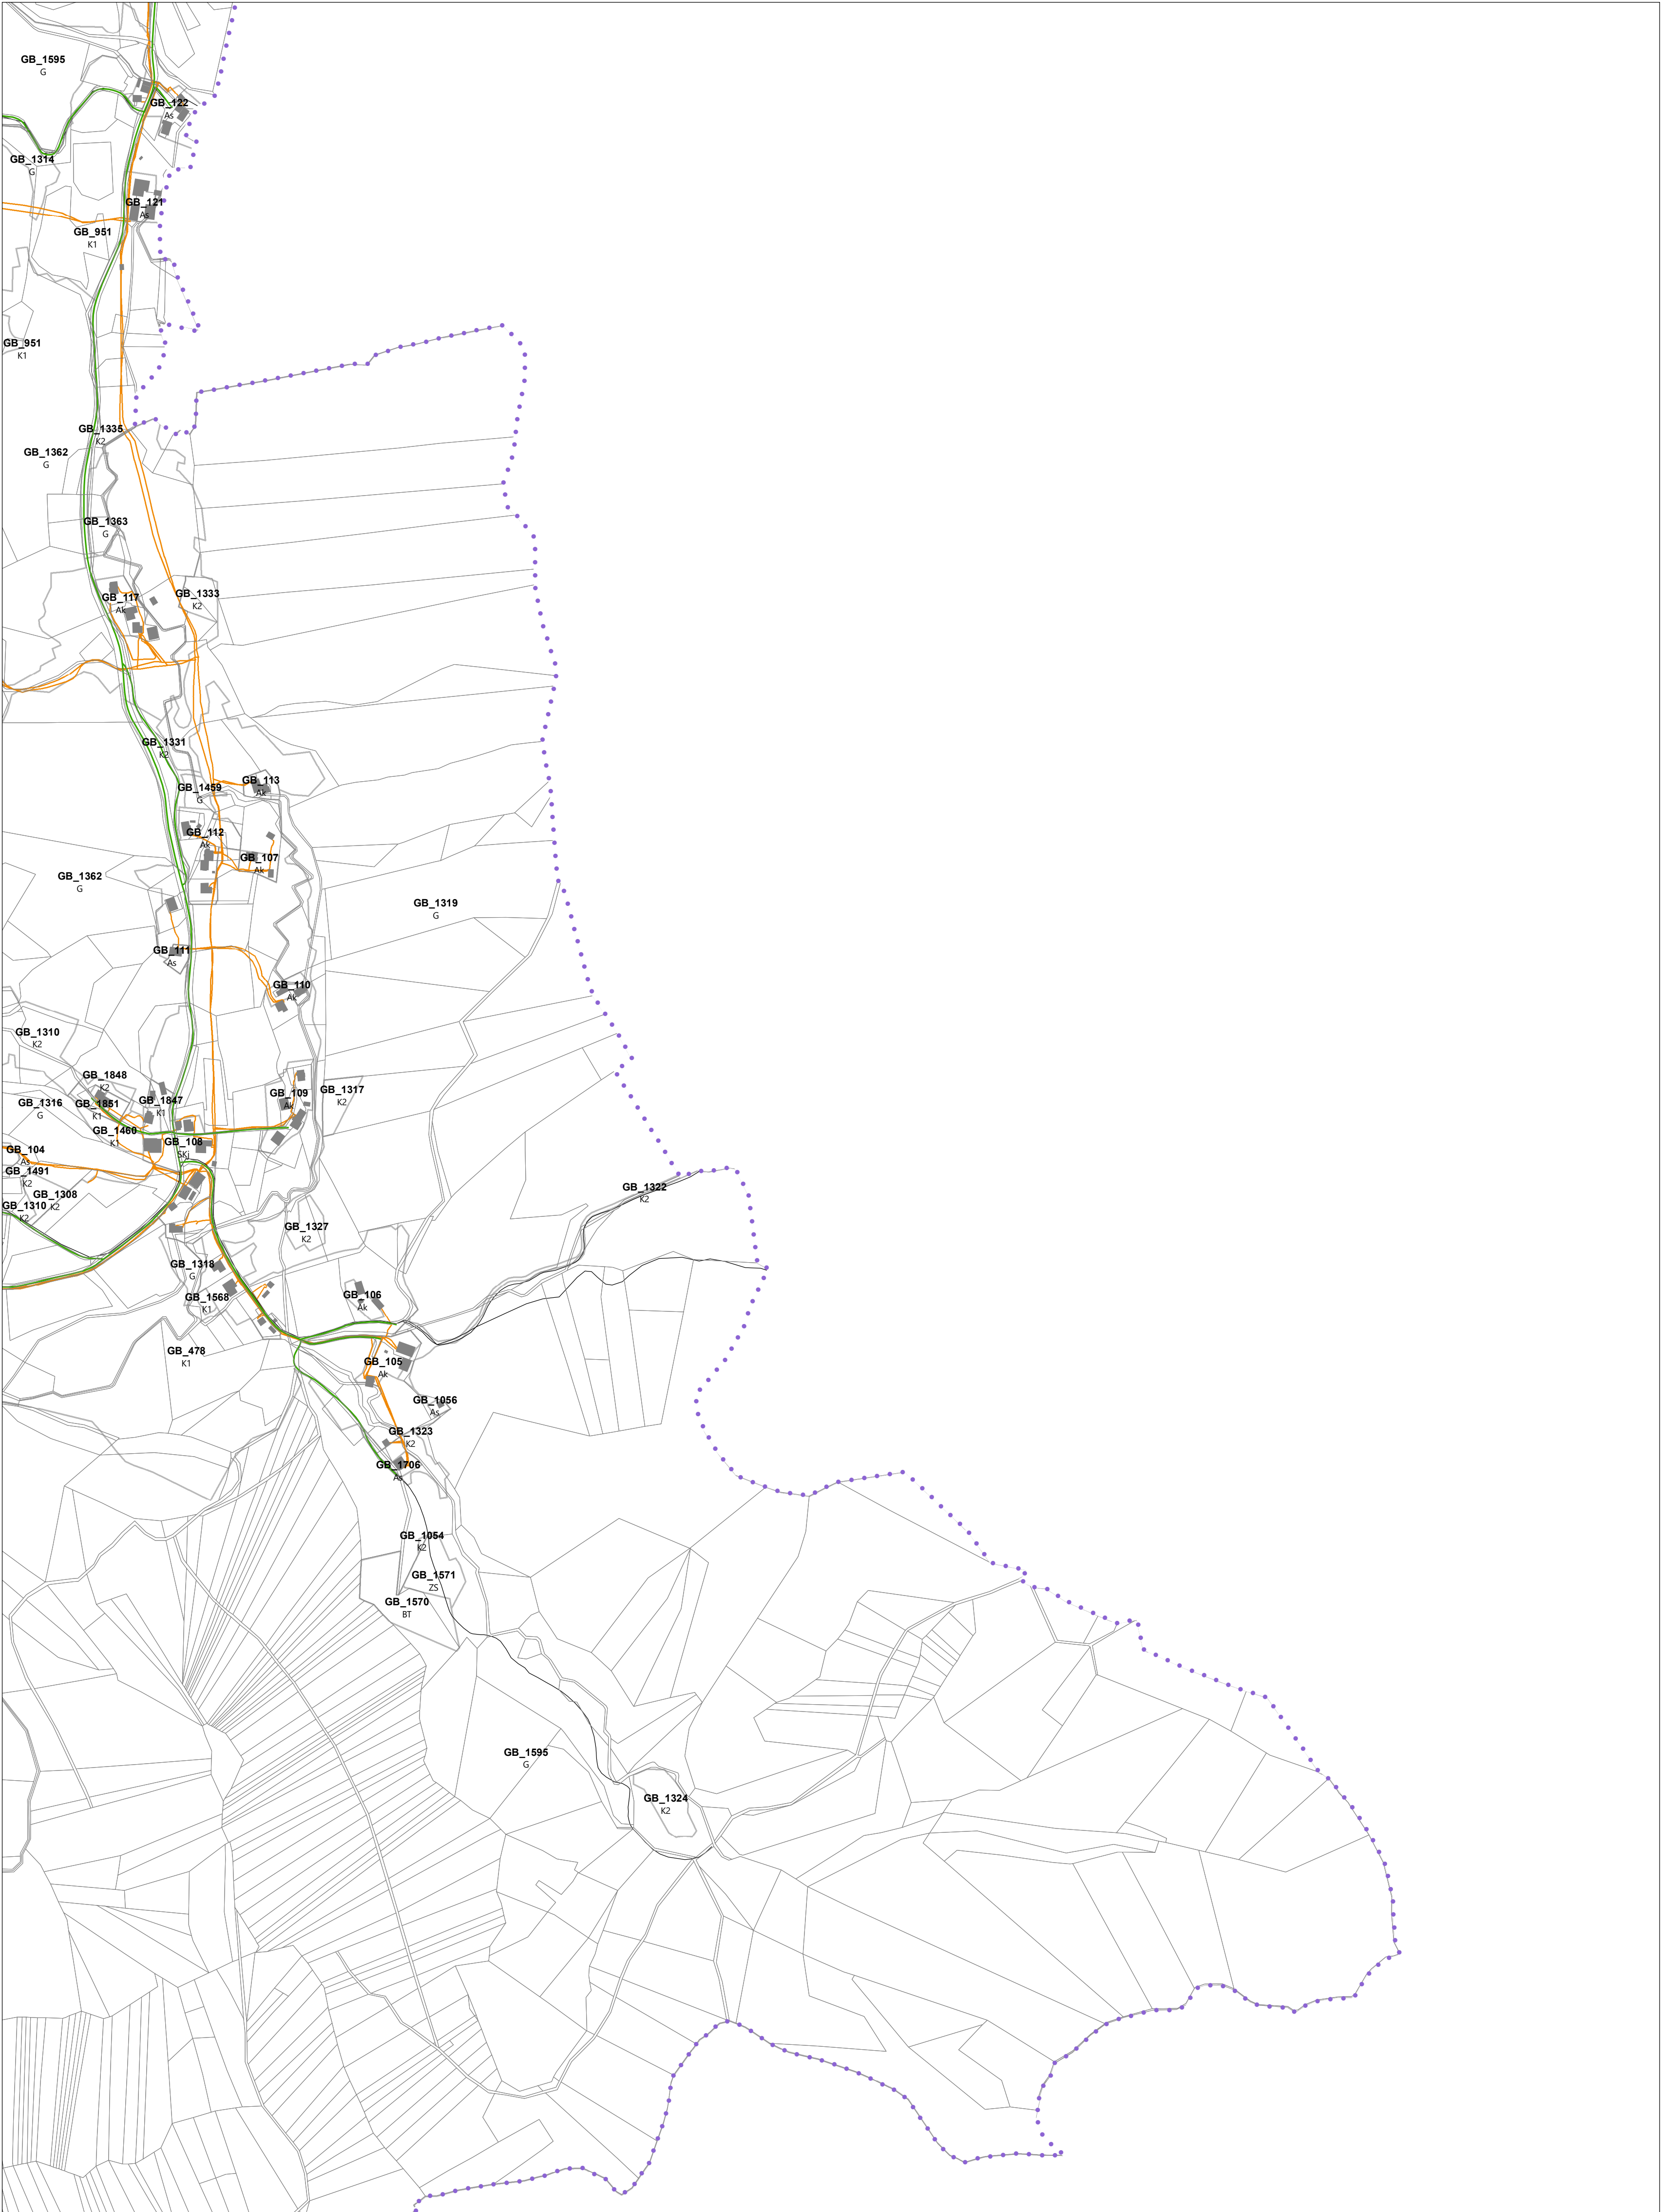 GB_1595
G
GB_122
As
GB_1314
G
GB_121
As
GB_951
K1
GB_951
K1
GB_1335
K2
GB_1362
G
GB_1363
G
GB_117
Ak
GB_1333
K2
GB_1331
K2
GB_113
Ak
GB_1459
G
GB_112
Ak
GB_107
Ak
GB_1362
G
GB_1319
G
GB_111
As
GB_110
Ak
GB_1310
K2
GB_1848
K2
GB_109
Ak
GB_1317
K2
GB_1316
G
GB_1851
K1
GB_1847
K1
GB_1460
K1
GB_108
SKj
GB_104
As
GB_1491
K2
GB_1308
K2
GB_1310
K2
GB_1322
K2
GB_1327
K2
GB_1318
G
GB_1568
K1
GB_106
Ak
GB_478
K1
GB_105
Ak
GB_1056
As
GB_1323
K2
GB_1706
As
GB_1054
K2
GB_1571
ZS
GB_1570
BT
GB_1595
G
GB_1324
K2